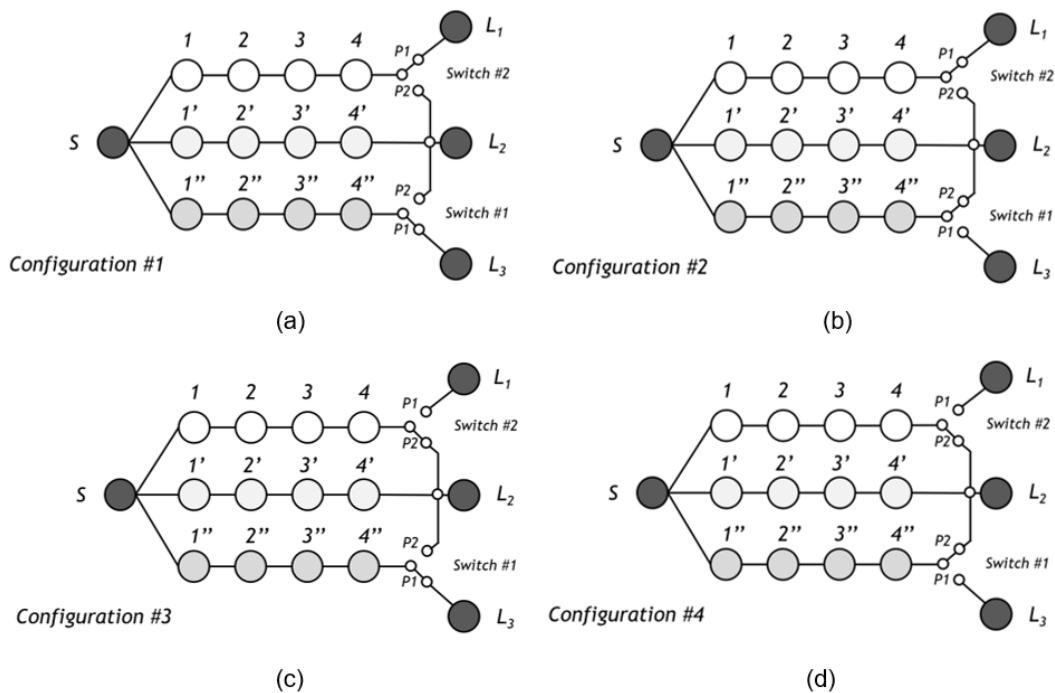 L1
1 2 3 4
P1
Switch #2
P2
1’ 2’ 3’ 4’
S
L2
1” 2” 3” 4”
P2
Switch #1
P1
L3
Configuration #1
(a)
L1
1 2 3 4
P1
Switch #2
P2
1’ 2’ 3’ 4’
S
L2
1” 2” 3” 4”
P2
Switch #1
P1
L3
Configuration #2
(b)
L1
1 2 3 4
P1
Switch #2
P2
1’ 2’ 3’ 4’
S
L2
1” 2” 3” 4”
P2
Switch #1
P1
L3
Configuration #3
(c)
L1
1 2 3 4
P1
Switch #2
P2
1’ 2’ 3’ 4’
S
L2
1” 2” 3” 4”
P2
Switch #1
P1
L3
Configuration #4
(d)